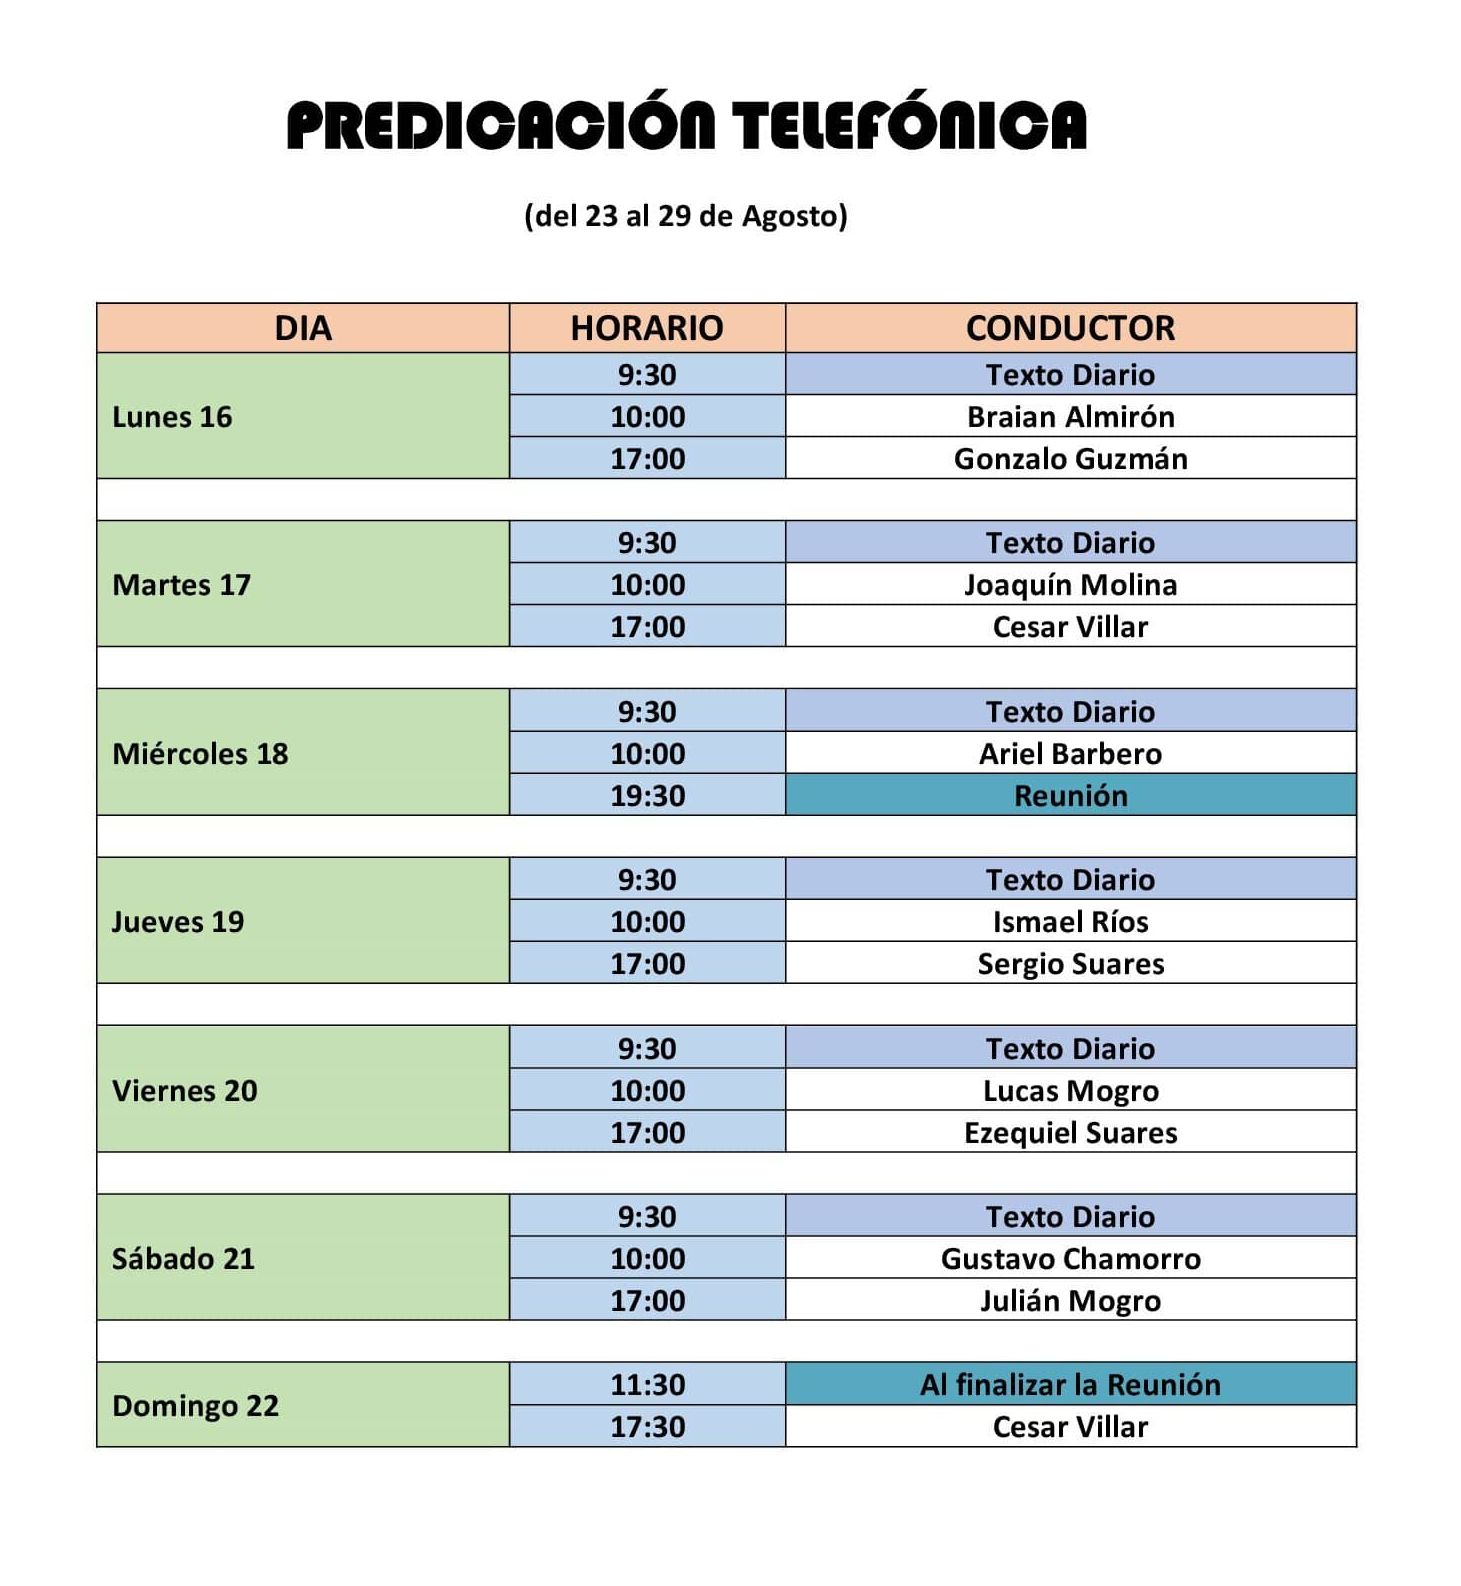 PREDICACIÓN TELEFÓNICA
(del 23 al 29 de Agosto)
DIA HORARIO CONDUCTOR
Lunes 16
9:30 Texto Diario
10:00 Braian Almirón
17:00 Gonzalo Guzmán
Martes 17
9:30 Texto Diario
10:00 Joaquín Molina
17:00 Cesar Villar
Miércoles 18
9:30 Texto Diario
10:00 Ariel Barbero
19:30 Reunión
Jueves 19
9:30 Texto Diario
10:00 Ismael Ríos
17:00 Sergio Suares
Viernes 20
9:30 Texto Diario
10:00 Lucas Mogro
17:00 Ezequiel Suares
Sábado 21
9:30 Texto Diario
10:00 Gustavo Chamorro
17:00 Julián Mogro
Domingo 22
11:30 Al finalizar la Reunión
17:30 Cesar Villar